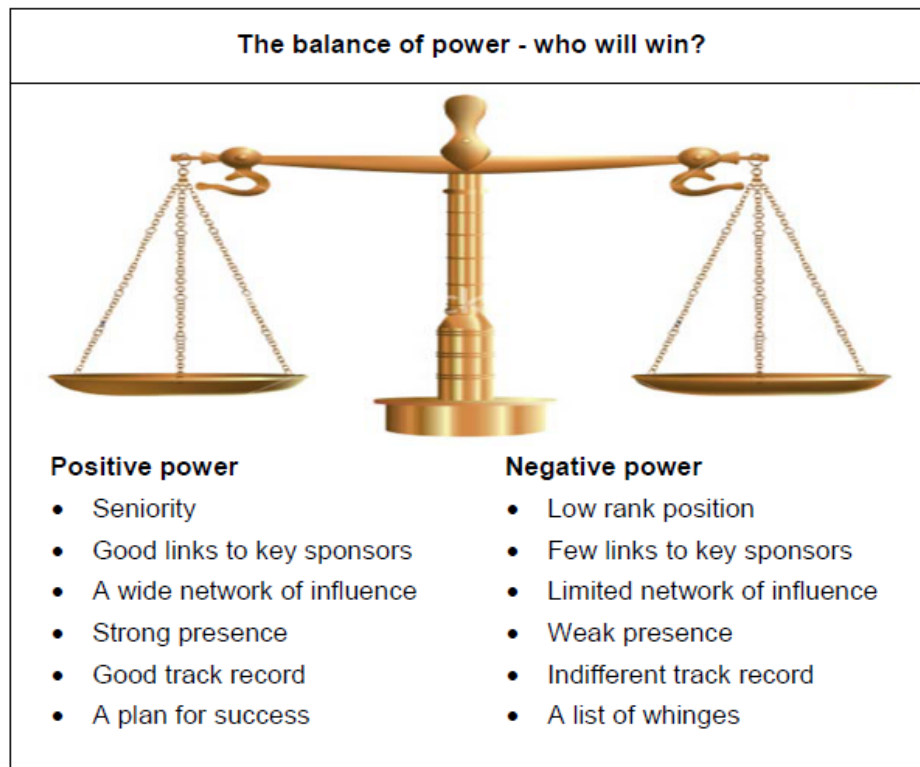 The balance of power - who will win?
Positive power
• Seniority
• Good links to key sponsors
• A wide network of influence
• Strong presence
• Good track record
• A plan for success
Negative power
• Low rank position
• Few links to key sponsors
• Limited network of influence
• Weak presence
• Indifferent track record
• A list of whinges